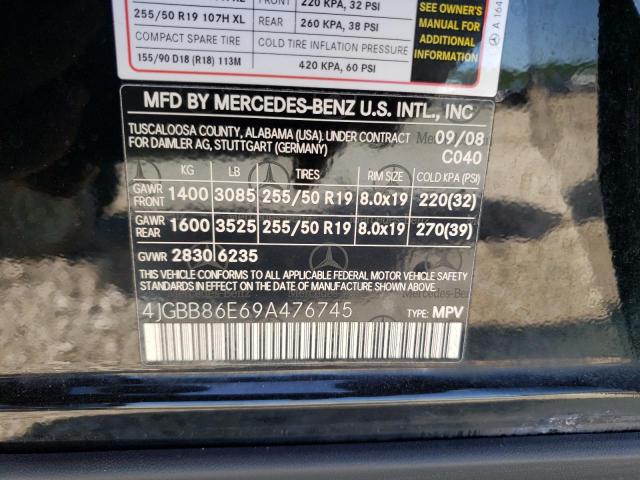 FRONT 220 KPA, 32 PSI
255/50 R19 107H XL REAR 260 KPA, 38 PSI
COMPACT SPARE TIRE COLD TIRE INFLATION PRESSURE
155/90 D18 (R18) 113M 420 KPA, 60 PSI
SEE OWNER'S
MANUAL FOR
ADDITIONAL
INFORMATION
A 164
MFD BY MERCEDES-BENZ U.S. INTL., INC
TUSCALOOSA COUNTY, ALABAMA (USA). UNDER CONTRACT 09/08
FOR DAIMLER AG, STUTTGART (GERMANY) C040
KG LB TIRES RIM SIZE COLD KPA (PSI)
GAWR FRONT 1400 3085 255/50 R19 8.0x19 220(32)
GAWR REAR 1600 3525 255/50 R19 8.0x19 270(39)
GVWR 2830 6235
THIS VEHICLE CONFORMS TO ALL APPLICABLE FEDERAL MOTOR VEHICLE SAFETY
STANDARDS IN EFFECT ON THE DATE OF MANUFACTURE SHOWN ABOVE.
4JGBB86E69A476745 TYPE: MPV